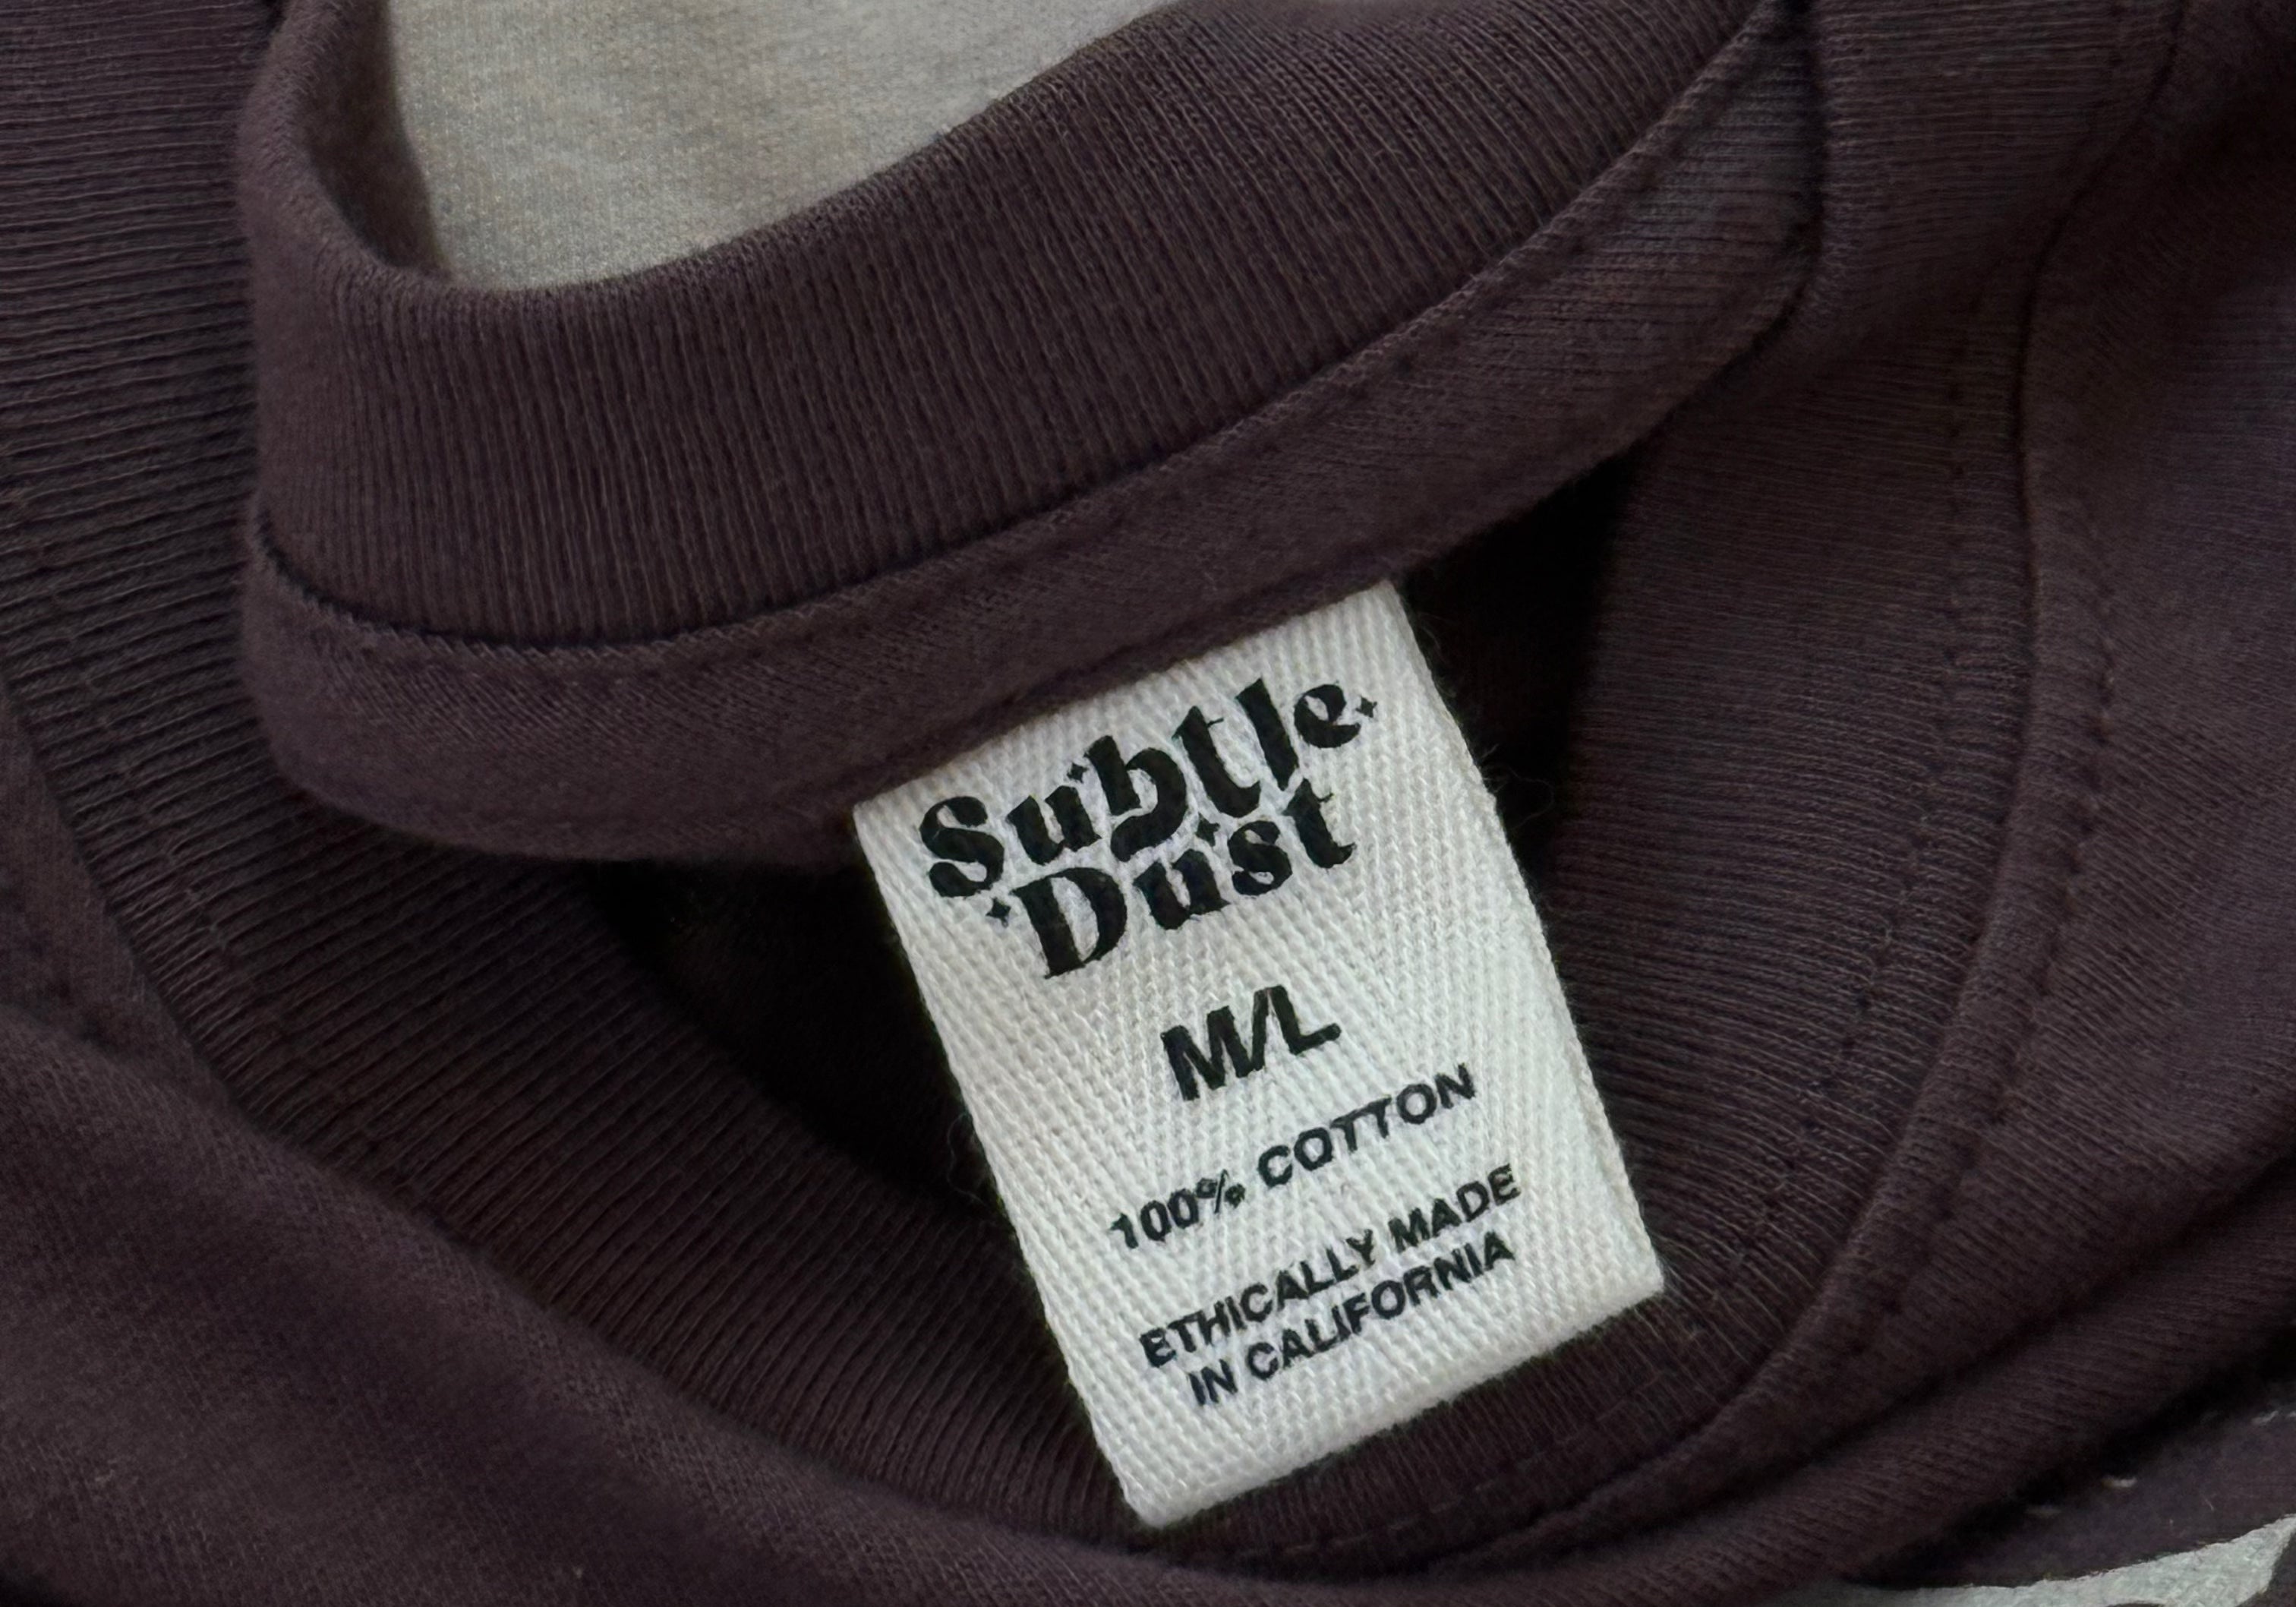 Subtle
Dust
M/L
100% COTTON
ETHICALLY MADE
IN CALIFORNIA